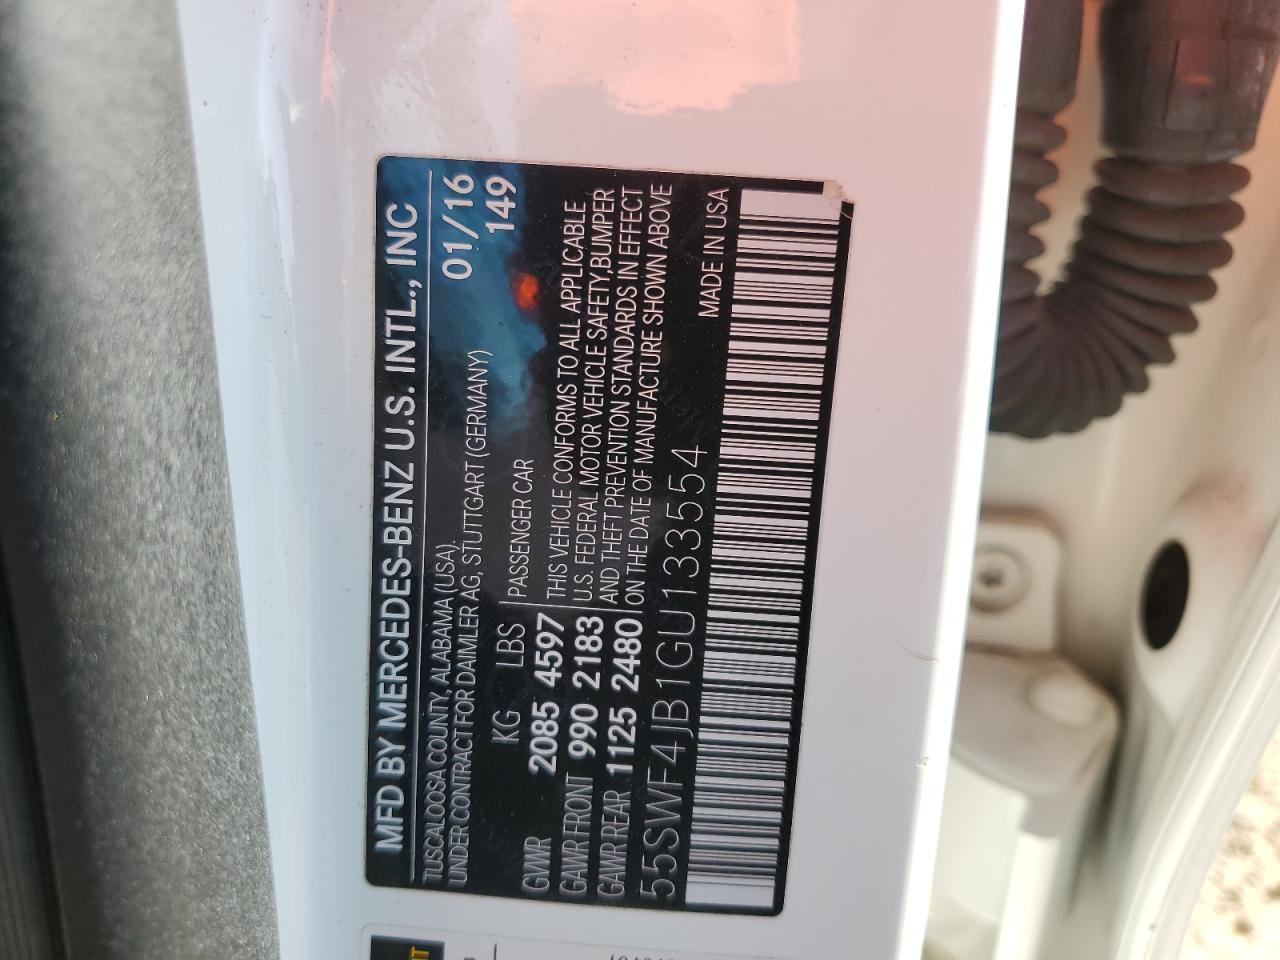 MFD BY MERCEDES-BENZ U.S. INTL., INC
TUSCALOOSA COUNTY, ALABAMA (USA). 01/16
UNDER CONTRACT FOR DAIMLER AG, STUTTGART (GERMANY) 149
KG LBS PASSENGER CAR
GWR 2085 4597 THIS VEHICLE CONFORMS TO ALL APPLICABLE
GAWR FRONT 990 2183 U.S. FEDERAL MOTOR VEHICLE SAFETY,BUMPER
GAWR REAR 1125 2480 AND THEFT PREVENTION STANDARDS IN EFFECT
ON THE DATE OF MANUFACTURE SHOWN ABOVE
55SWF4JB1GU133554 MADE IN USA